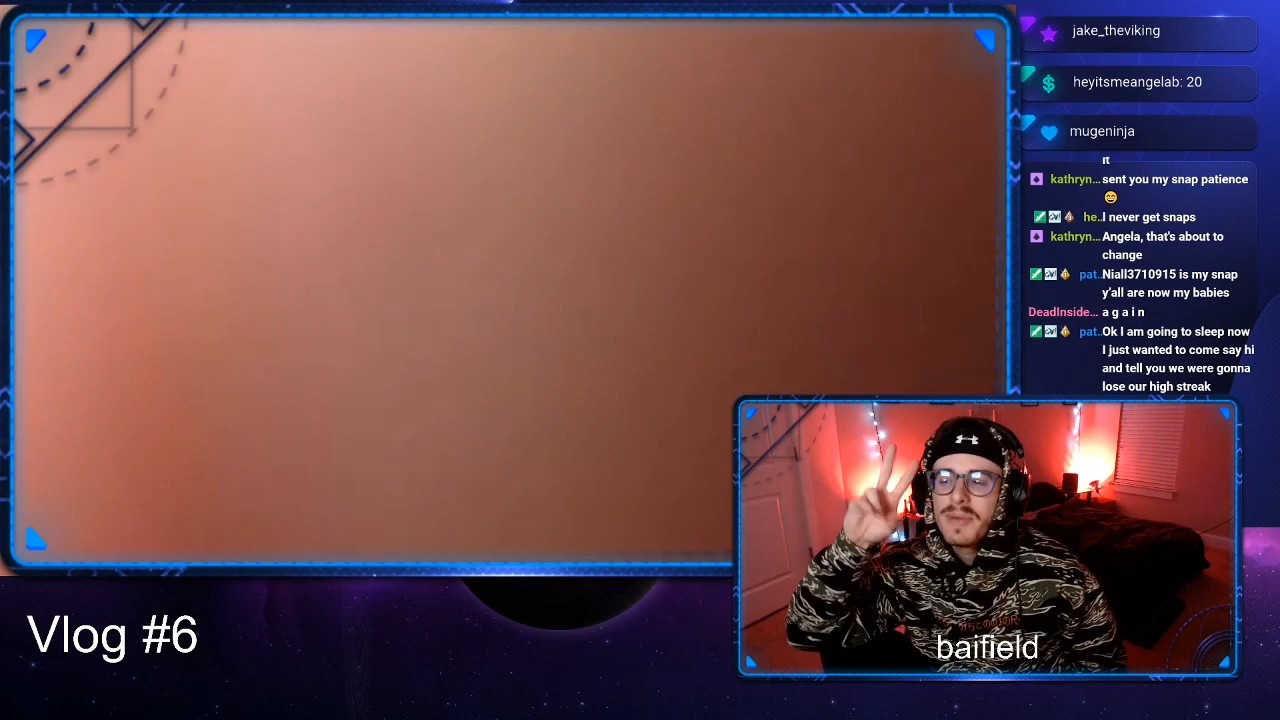 jake_theviking
heyitsmeangelab: 20
mugeninja
it
kathryn... sent you my snap patience
he.. I never get snaps
kathryn... Angela, that's about to
change
pat.. Niall3710915 is my snap
y'all are now my babies
DeadInside... a g a i n
pat.. Ok I am going to sleep now
I just wanted to come say hi
and tell you we were gonna
lose our high streak
Vlog #6
baifield